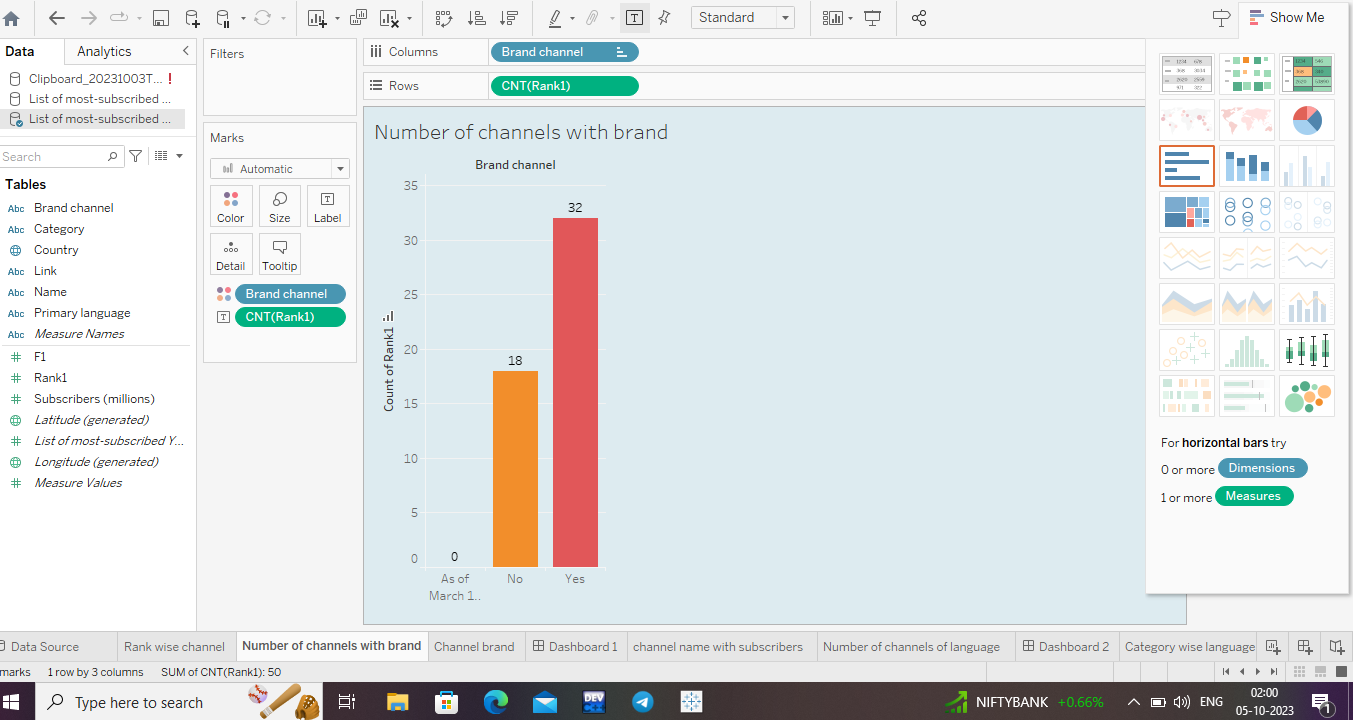 Standard
Show Me
Data
Analytics
Clipboard_20231003T...
!
List of most-subscribed ...
List of most-subscribed ...
Search
Tables
Abc Brand channel
Abc Category
Country
Abc Link
Abc Name
Abc Primary language
Abc Measure Names
F1
Rank1
Subscribers (millions)
Latitude (generated)
List of most-subscribed Y...
Longitude (generated)
Measure Values
Filters
Marks
Automatic
Color
Size
T
Label
Detail
Tooltip
Brand channel
T CNT(Rank1)
Columns
Brand channel
Rows
CNT(Rank1)
Number of channels with brand
Brand channel
Count of Rank1
35
30
25
20
15
10
5
0
0
18
32
As of
March 1..
No
Yes
For horizontal bars try
0 or more Dimensions
1 or more Measures
Data Source
Rank wise channel
Number of channels with brand
Channel brand
Dashboard 1
channel name with subscribers
Number of channels of language
Dashboard 2
Category wise language
marks
1 row by 3 columns
SUM of CNT(Rank1): 50
Type here to search
DEV
NIFTYBANK +0.66%
ENG
02:00
05-10-2023
1